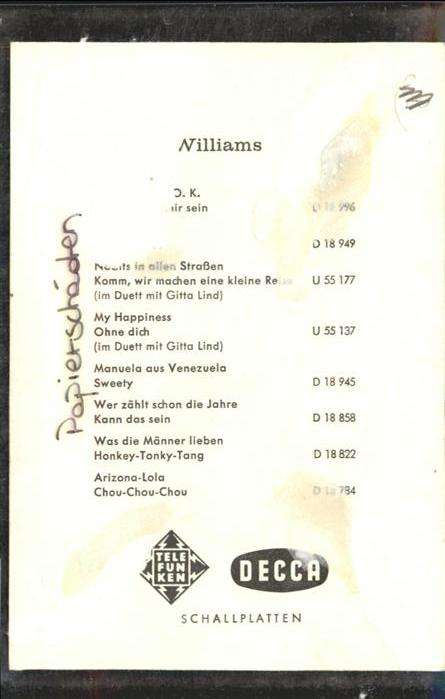 Williams
O. K.
sein
D 18 949
in allen Straßen
Komm, wir machen eine kleine U 55 177
(im Duett mit Gitta Lind)
My Happiness
Ohne dich U 55 137
(im Duett mit Gitta Lind)
Manuela aus Venezuela
Sweety D 18 945
Wer zählt schon die Jahre
Kann das sein D 18 858
Was die Männer lieben
Honkey-Tonky-Tang D 18 822
Arizona-Lola
Chou-Chou-Chou D 784
Papierschäden
TELE
FUN
KEN
DECCA
SCHALLPLATTEN